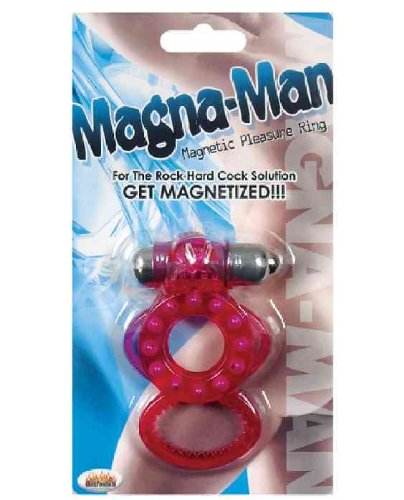 Magna-Man
Magnetic Pleasure Ring
For The Rock-Hard Cock Solution
GET MAGNETIZED!!!
MAGNA-MAN